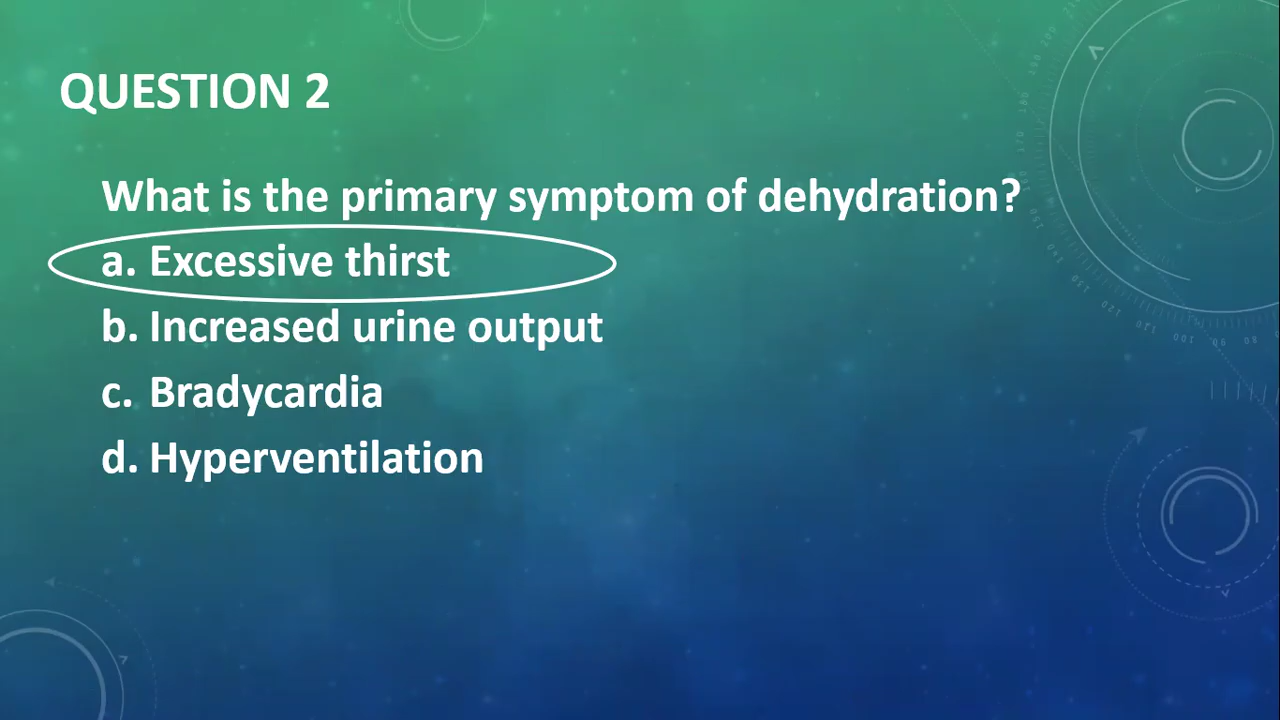 QUESTION 2
What is the primary symptom of dehydration?
a. Excessive thirst
b. Increased urine output
c. Bradycardia
d. Hyperventilation